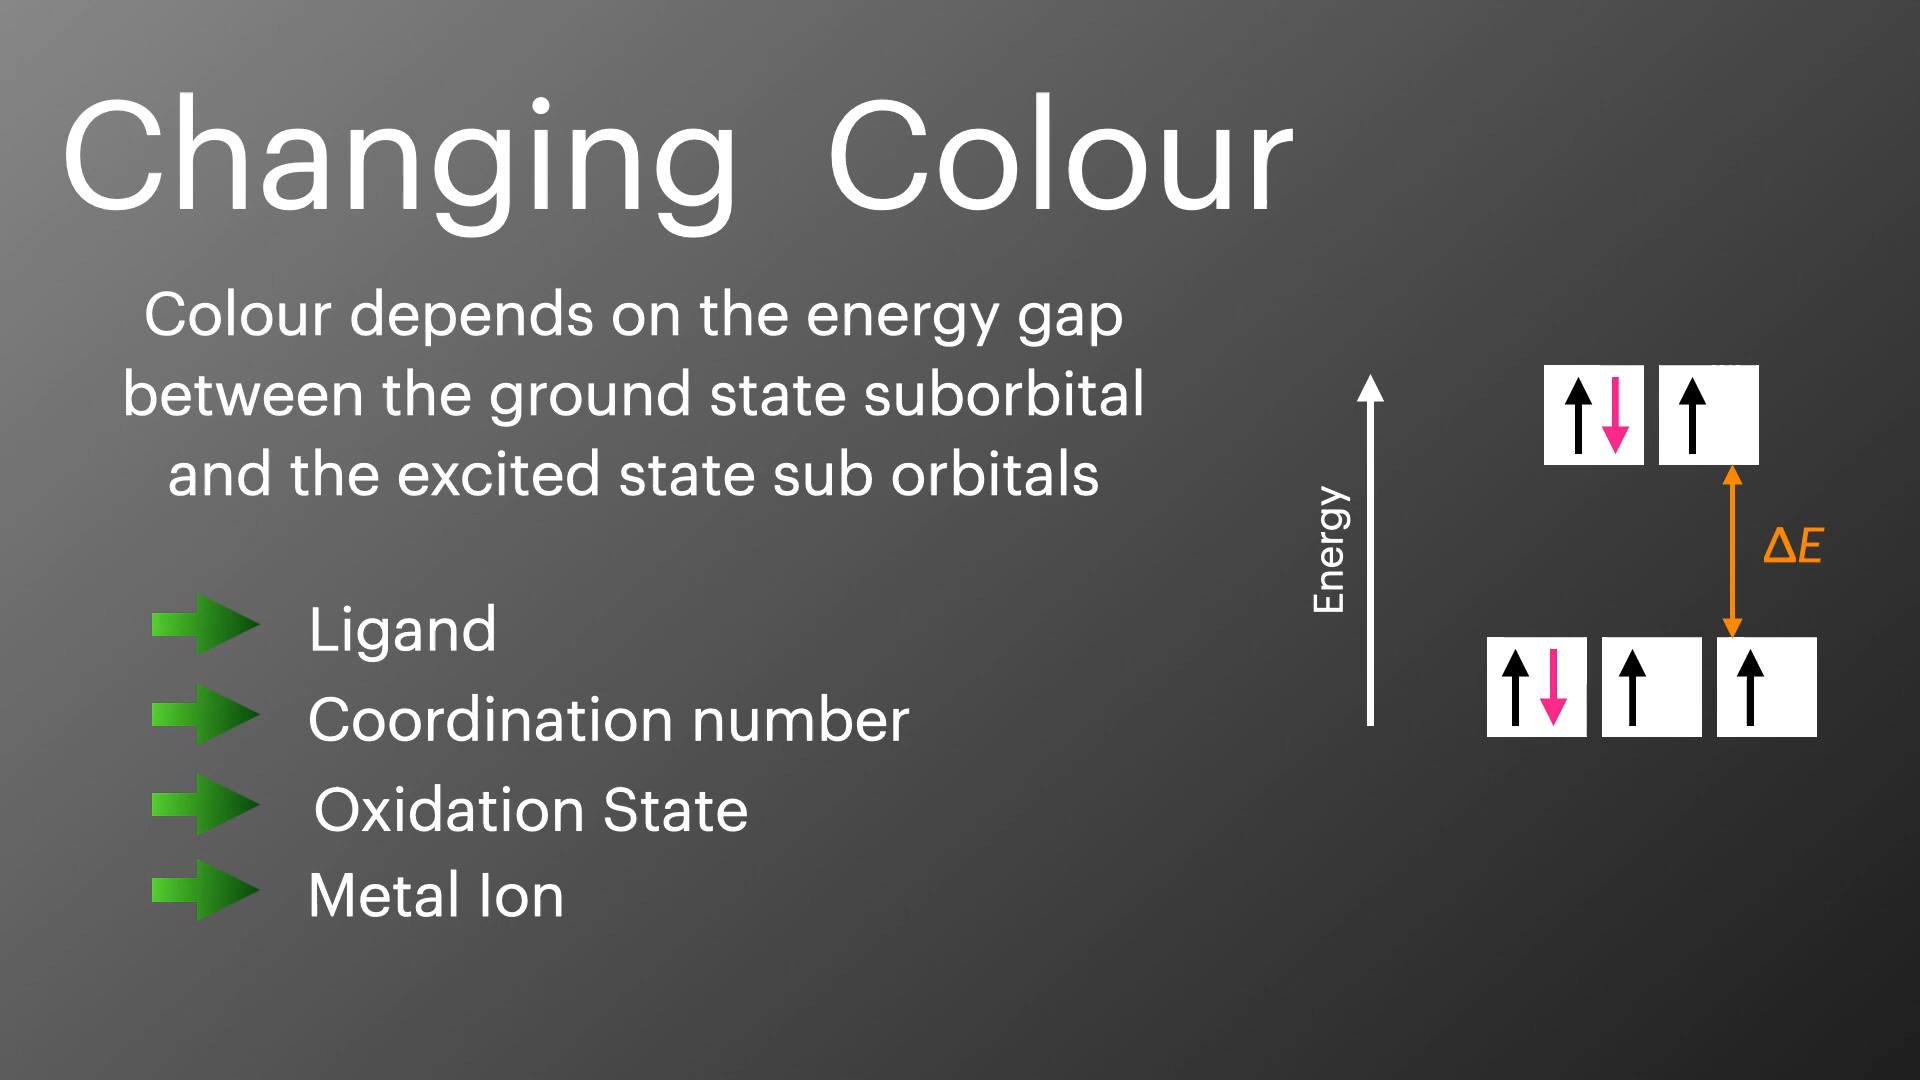 Changing Colour
Colour depends on the energy gap
between the ground state suborbital
and the excited state sub orbitals
Ligand
Coordination number
Oxidation State
Metal Ion
Energy
ΔE